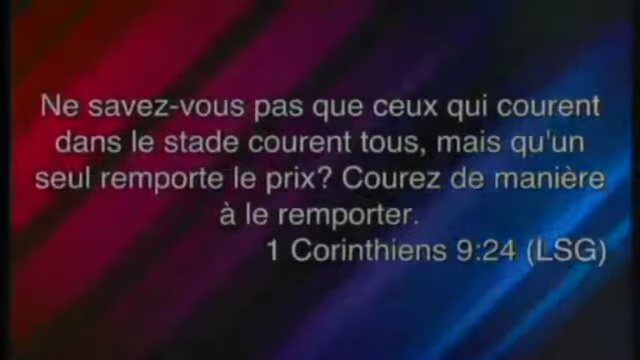 Ne savez-vous pas que ceux qui courent
dans le stade courent tous, mais qu'un
seul remporte le prix? Courez de manière
à le remporter.
1 Corinthiens 9:24 (LSG)